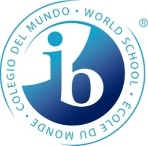 COLEGIO DEL MUNDO · WORLD SCHOOL · ÉCOLE DU MONDE ·
ib
®